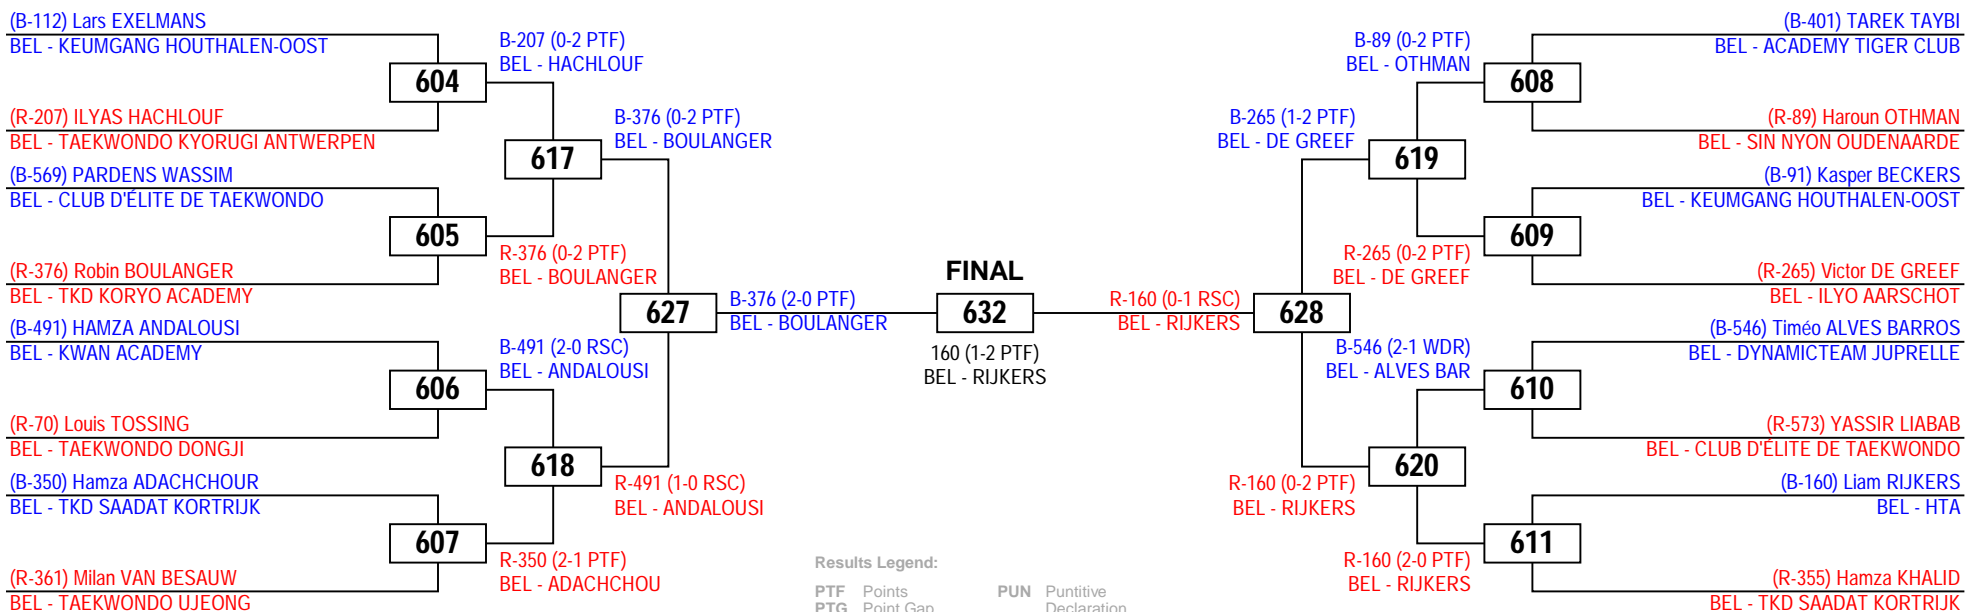 (B-112) Lars EXELMANS
BEL - KEUMGANG HOUTHALEN-OOST
604
(R-207) ILYAS HACHLOUF
BEL - TAEKWONDO KYORUGI ANTWERPEN
(B-569) PARDENS WASSIM
BEL - CLUB D'ÉLITE DE TAEKWONDO
605
(R-376) Robin BOULANGER
BEL - TKD KORYO ACADEMY
(B-491) HAMZA ANDALOUSI
BEL - KWAN ACADEMY
606
(R-70) Louis TOSSING
BEL - TAEKWONDO DONGJI
(B-350) Hamza ADACHCHOUR
BEL - TKD SAADAT KORTRIJK
607
(R-361) Milan VAN BESAUW
BEL - TAEKWONDO UJEONG
B-207 (0-2 PTF)
BEL - HACHLOUF
617
R-376 (0-2 PTF)
BEL - BOULANGER
B-491 (2-0 RSC)
BEL - ANDALOUSI
618
R-350 (2-1 PTF)
BEL - ADACHCHOU
B-376 (0-2 PTF)
BEL - BOULANGER
627
R-491 (1-0 RSC)
BEL - ANDALOUSI
B-376 (2-0 PTF)
BEL - BOULANGER
FINAL
632
160 (1-2 PTF)
BEL - RIJKERS
R-160 (0-1 RSC)
BEL - RIJKERS
628
B-265 (1-2 PTF)
BEL - DE GREEF
R-160 (0-2 PTF)
BEL - RIJKERS
B-89 (0-2 PTF)
BEL - OTHMAN
619
R-265 (0-2 PTF)
BEL - DE GREEF
B-546 (2-1 WDR)
BEL - ALVES BAR
620
R-160 (2-0 PTF)
BEL - RIJKERS
(B-401) TAREK TAYBI
BEL - ACADEMY TIGER CLUB
608
(R-89) Haroun OTHMAN
BEL - SIN NYON OUDENAARDE
(B-91) Kasper BECKERS
BEL - KEUMGANG HOUTHALEN-OOST
609
(R-265) Victor DE GREEF
BEL - ILYO AARSCHOT
(B-546) Timéo ALVES BARROS
BEL - DYNAMICTEAM JUPRELLE
610
(R-573) YASSIR LIABAB
BEL - CLUB D'ÉLITE DE TAEKWONDO
(B-160) Liam RIJKERS
BEL - HTA
611
(R-355) Hamza KHALID
BEL - TKD SAADAT KORTRIJK
Results Legend:
PTF Points
PTG Point Gap
PUN Puntitive
Declaration